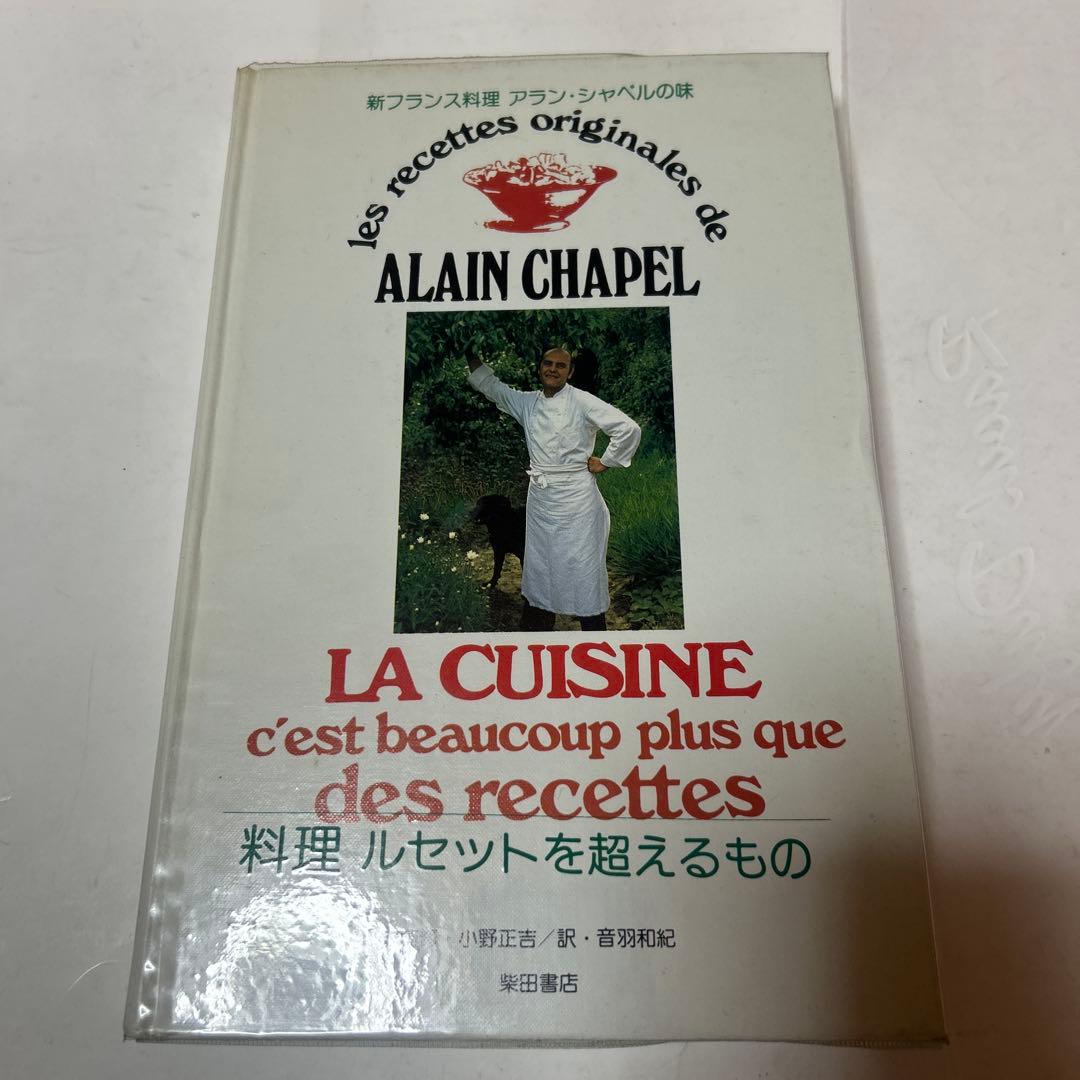 新フランス料理 アラン・シャペルの味
les recettes originales de
ALAIN CHAPEL
LA CUISINE
c'est beaucoup plus que
des recettes
料理 ルセットを超えるもの
小野正吉／訳・音羽和紀
柴田書店